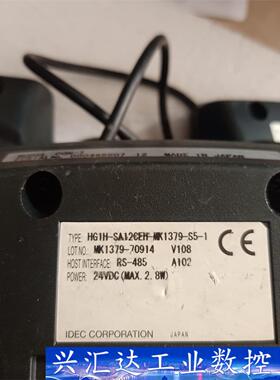 TYPE: HG1H-SA12CEH-MK1379-S5-1
LOT NO.: MK1379-70914 V108
HOST INTERFACE: RS-485 A102
POWER: 24VDC(MAX.2.8W)
CE
IDEC CORPORATION JAPAN
兴汇达工业数控